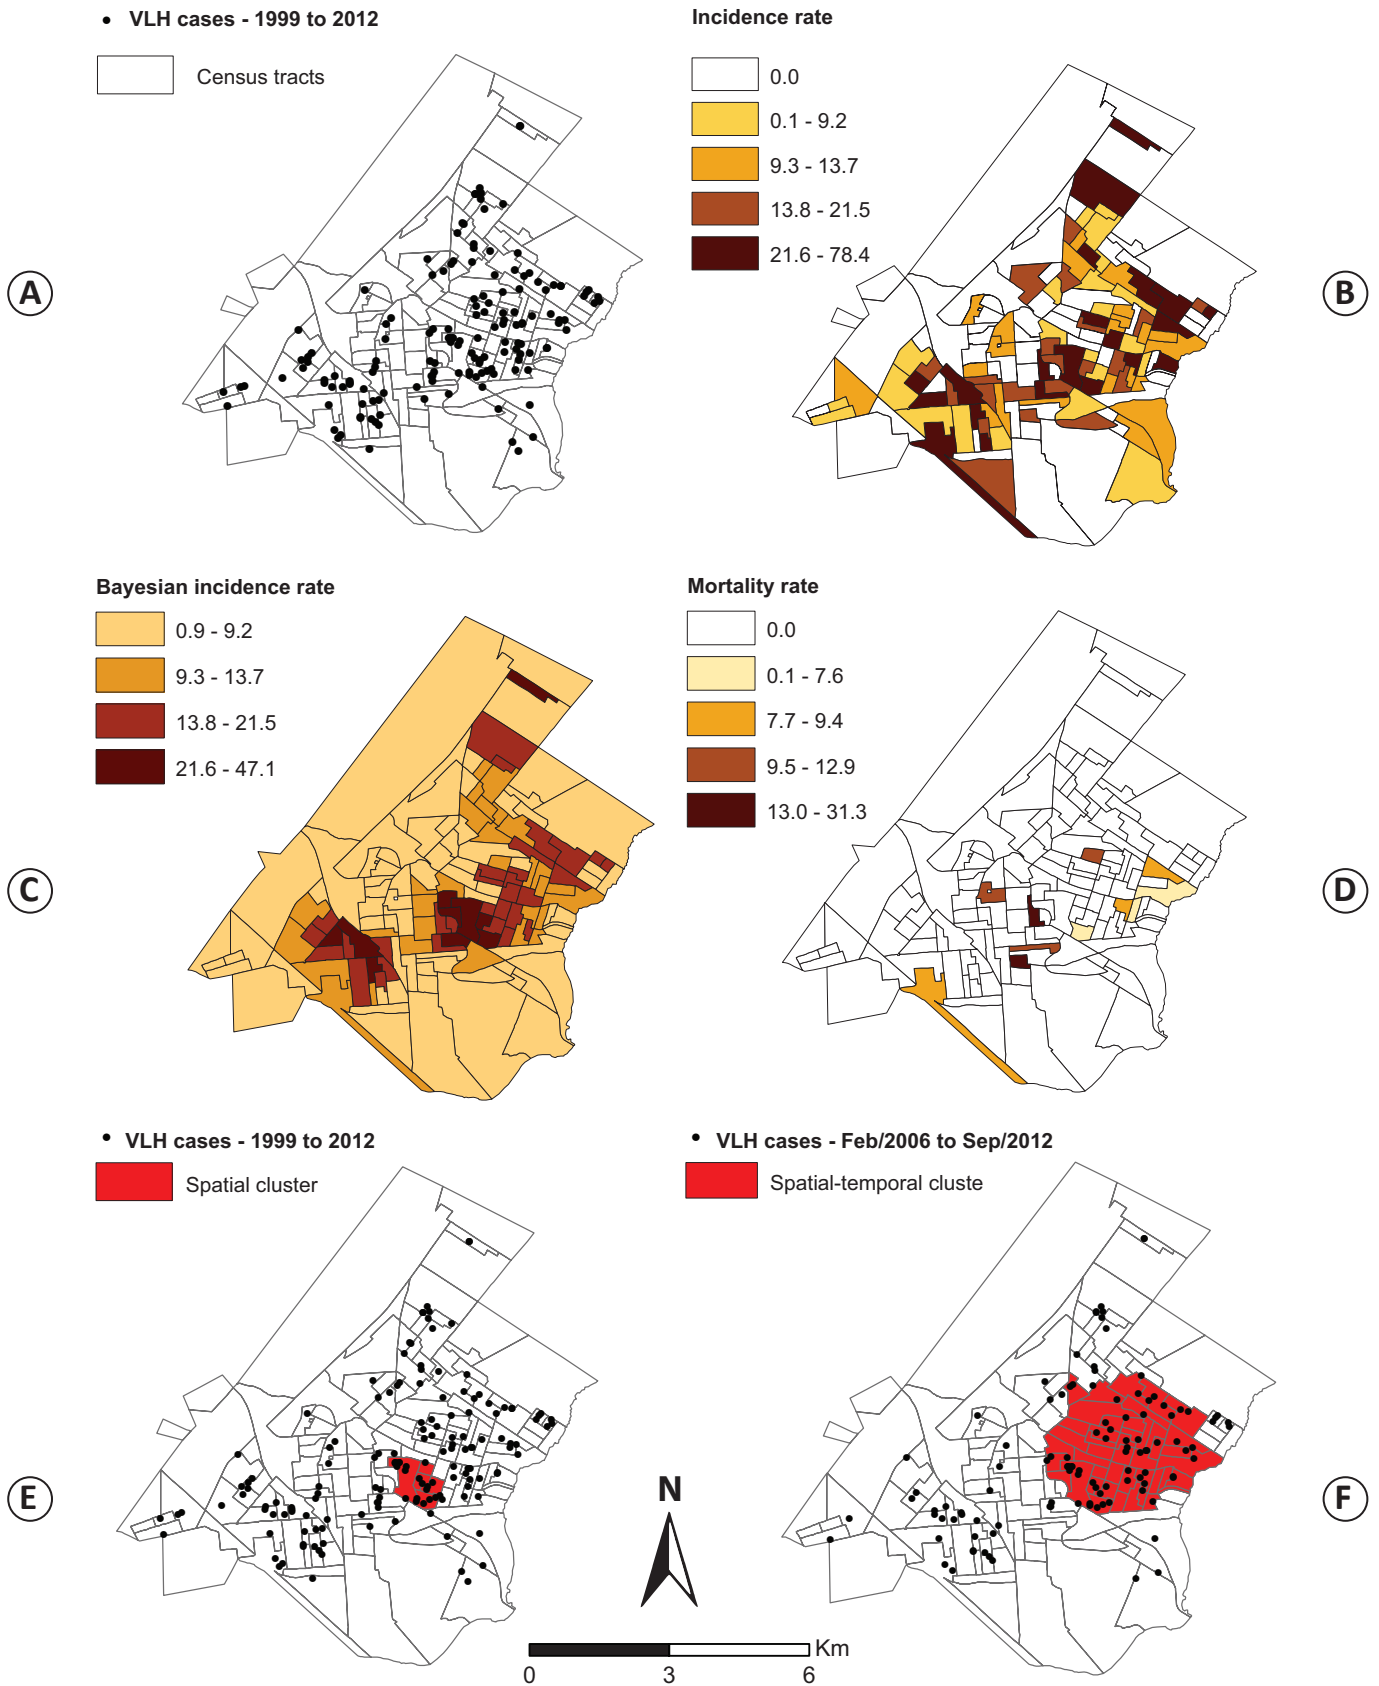 VLH cases - 1999 to 2012
Census tracts
A
Incidence rate
0.0
0.1 - 9.2
9.3 - 13.7
13.8 - 21.5
21.6 - 78.4
B
Bayesian incidence rate
0.9 - 9.2
9.3 - 13.7
13.8 - 21.5
21.6 - 47.1
C
Mortality rate
0.0
0.1 - 7.6
7.7 - 9.4
9.5 - 12.9
13.0 - 31.3
D
VLH cases - 1999 to 2012
Spatial cluster
E
VLH cases - Feb/2006 to Sep/2012
Spatial-temporal cluste
F
N
Km
0 3 6